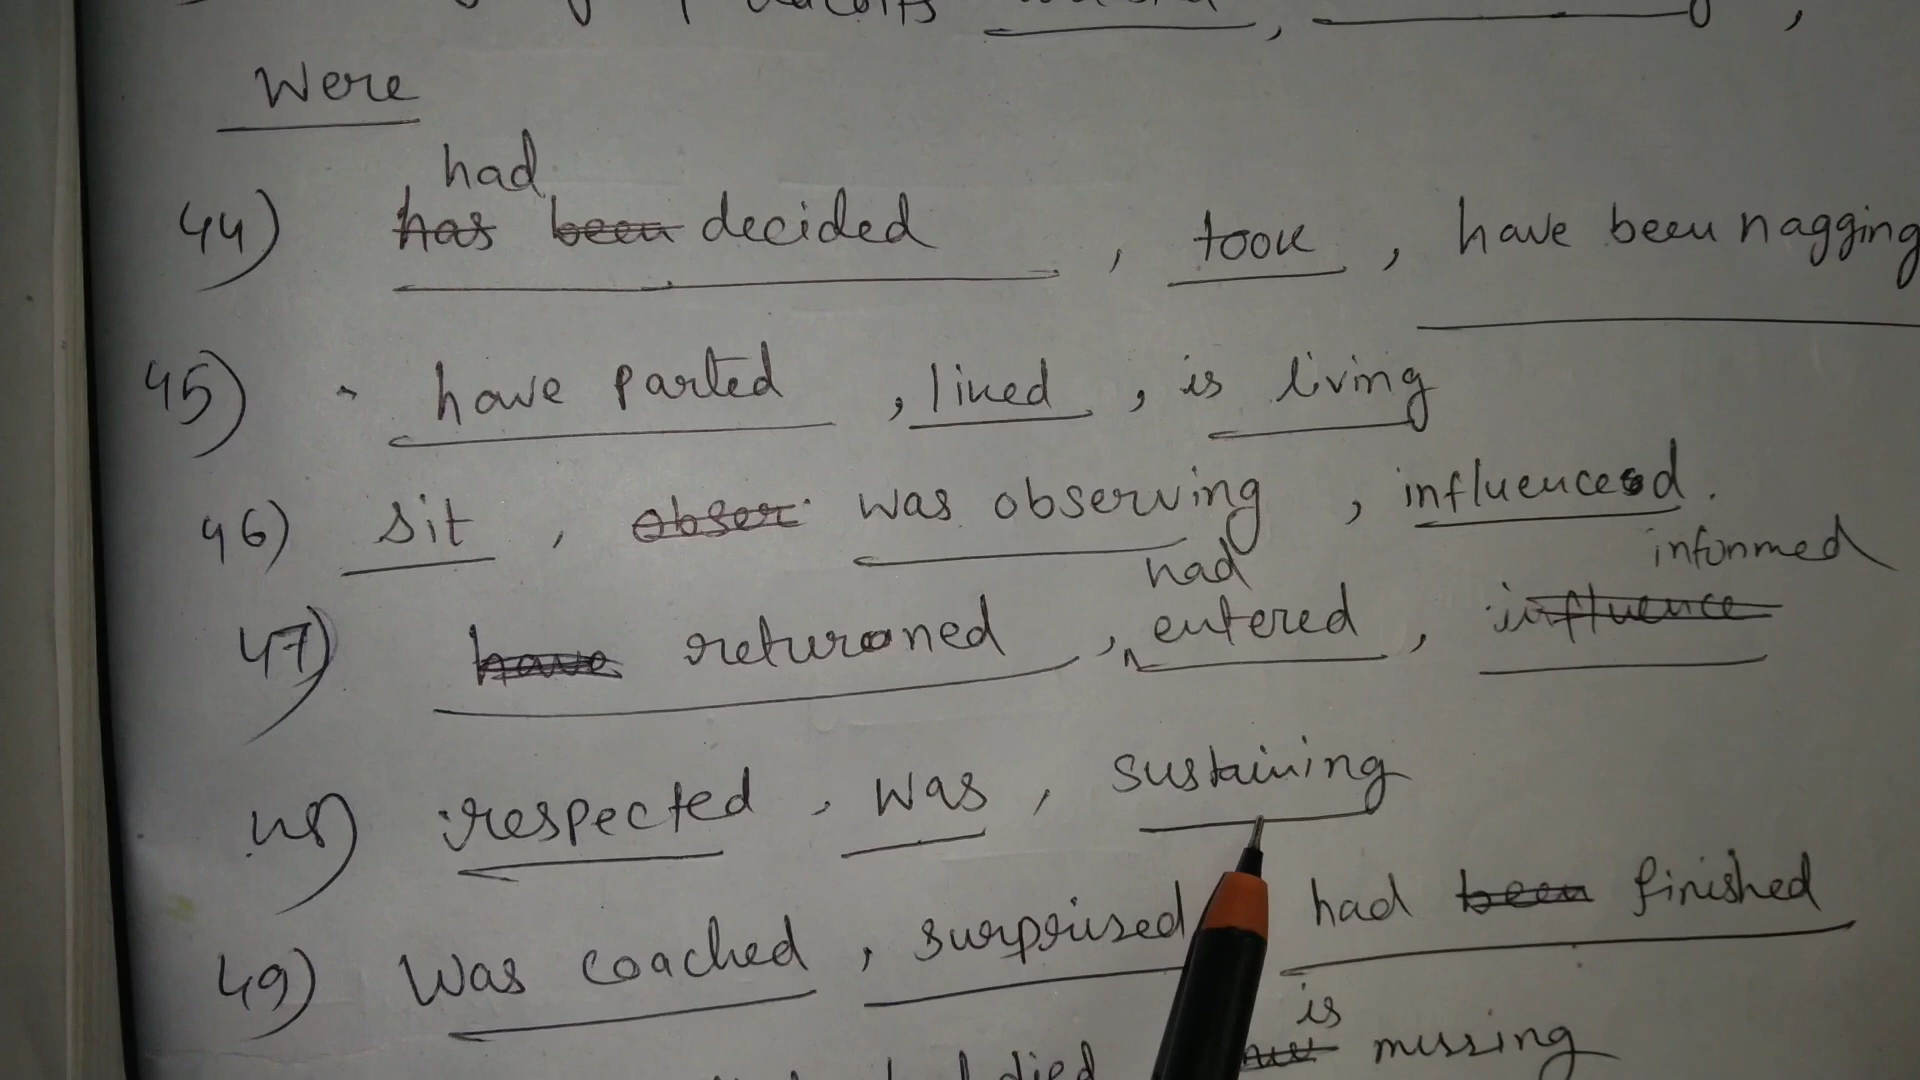 Were
had
44) has been decided , took , have been nagging
45) have parted , lived , is living
46) sit , obser was observing , influenced .
had informed
47) have returned , entered , influence
48) respected , was , sustaining
49) Was coached , surprised had been finished
is
died missing